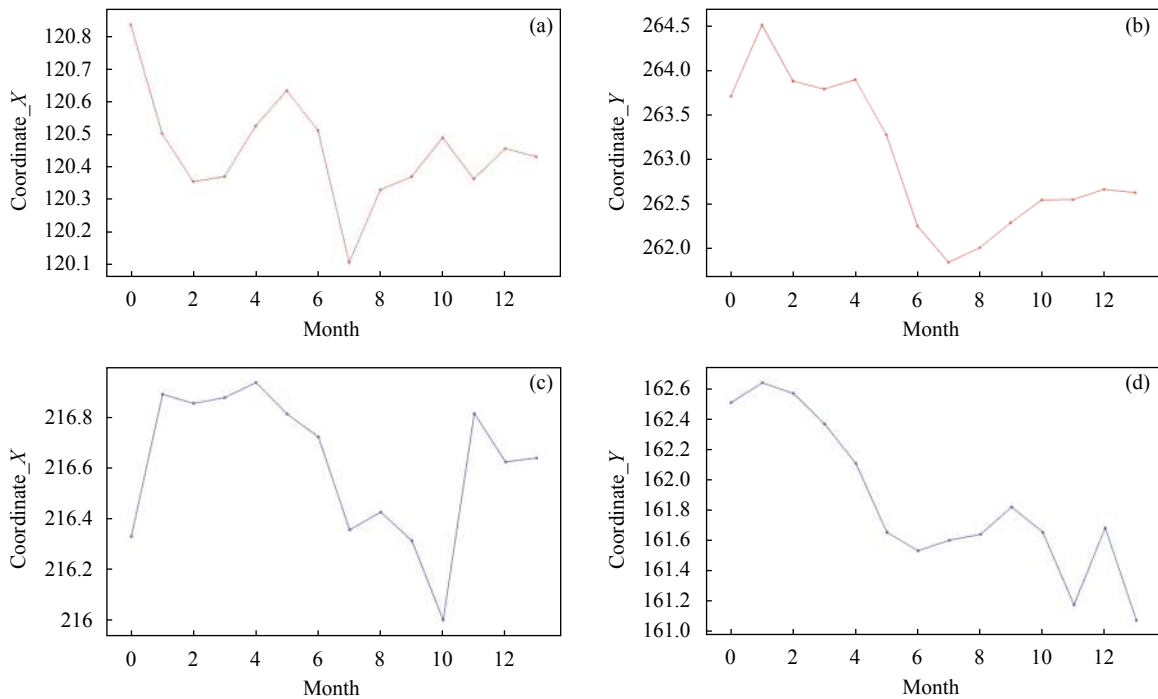 (a)
Coordinate_X
120.8
120.7
120.6
120.5
120.4
120.3
120.2
120.1
0 2 4 6 8 10 12
Month
(b)
Coordinate_Y
264.5
264.0
263.5
263.0
262.5
262.0
0 2 4 6 8 10 12
Month
(c)
Coordinate_X
216.8
216.6
216.4
216.2
216
0 2 4 6 8 10 12
Month
(d)
Coordinate_Y
162.6
162.4
162.2
162.0
161.8
161.6
161.4
161.2
161.0
0 2 4 6 8 10 12
Month